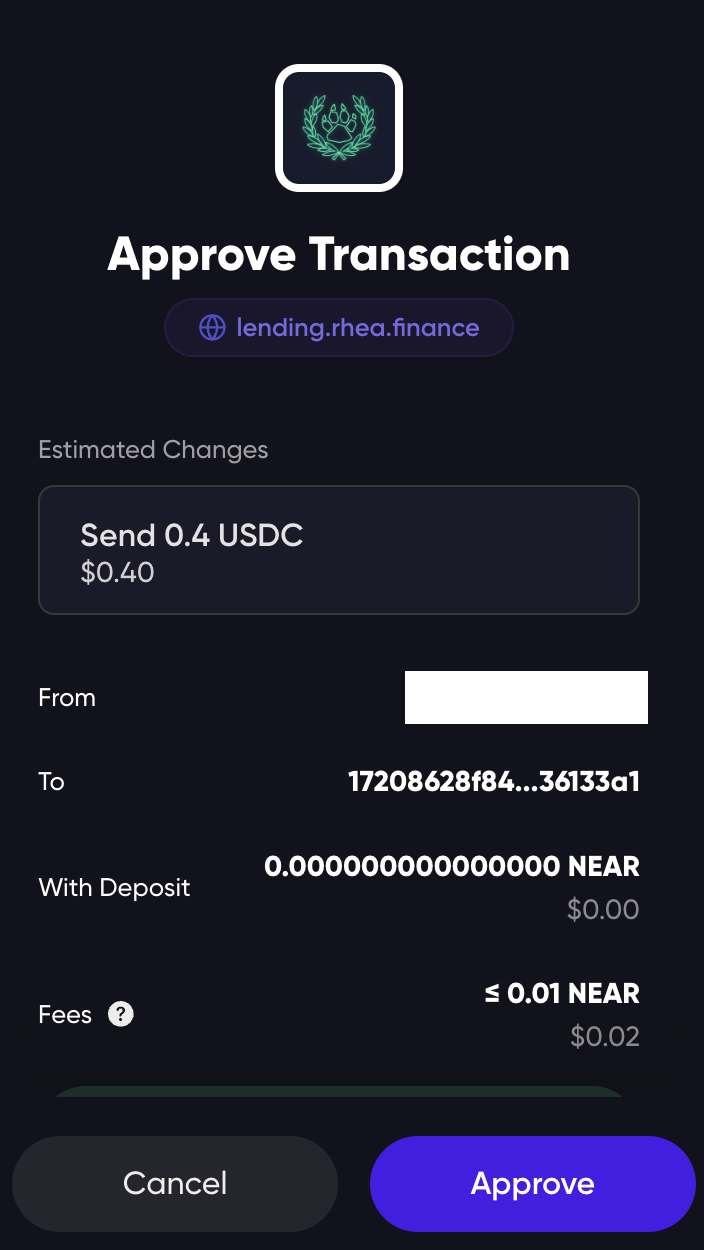 Approve Transaction
lending.rhea.finance
Estimated Changes
Send 0.4 USDC
$0.40
From
To 17208628f84...36133a1
With Deposit 0.000000000000000 NEAR
$0.00
Fees ? ≤ 0.01 NEAR
$0.02
Cancel Approve